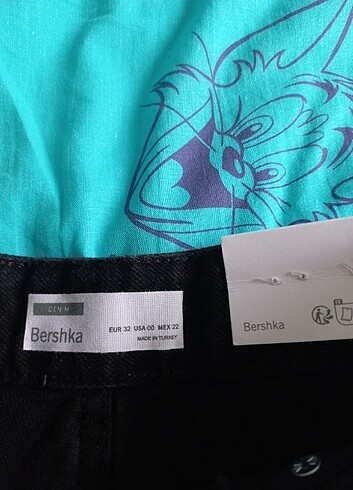 DENIM
Bershka
EUR 32 USA 00 MEX 22
MADE IN TURKEY
Bershka